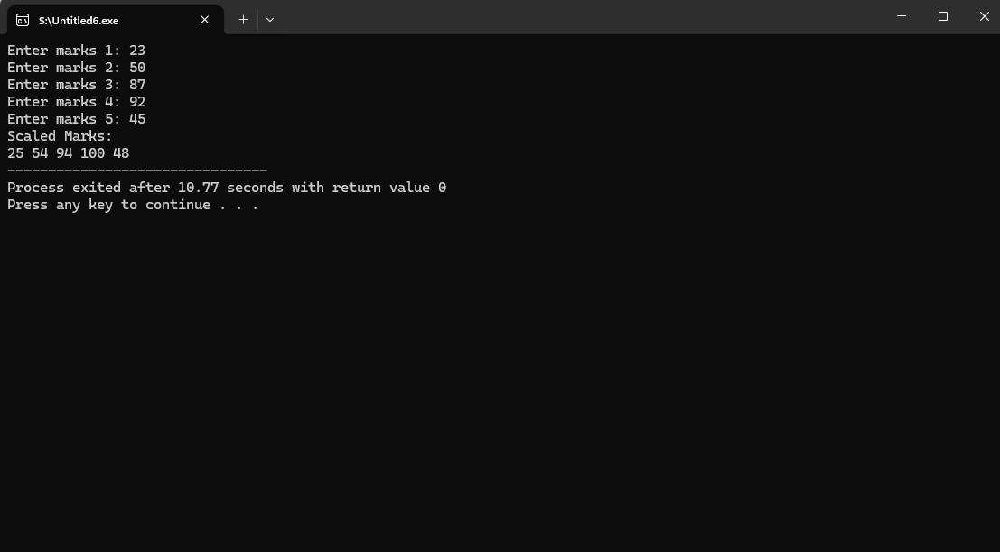 S:\Untitled6.exe
Enter marks 1: 23
Enter marks 2: 50
Enter marks 3: 87
Enter marks 4: 92
Enter marks 5: 45
Scaled Marks:
25 54 94 100 48
--------------------------------
Process exited after 10.77 seconds with return value 0
Press any key to continue . . .